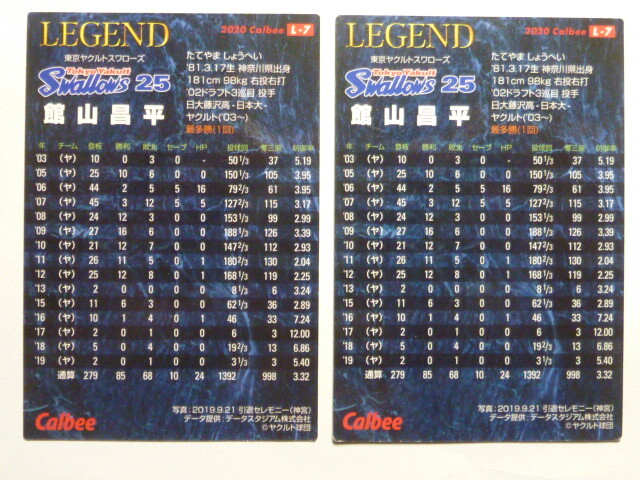 2020 Calbee L-7
LEGEND
東京ヤクルトスワローズ
Tokyo Yakult
Swallows 25
館山昌平
たてやま しょうへい
'81.3.17生 神奈川県出身
181cm 98kg 右投右打
'02ドラフト3巡目 投手
日大藤沢高-日本大-
ヤクルト('03~)
最多勝(1回)
年 チーム 登板 勝利 敗北 セーブ HP 投球回 奪三振 防御率
'03 (ヤ) 10 0 3 0 - 50 1/3 37 5.19
'05 (ヤ) 25 10 6 0 0 150 1/3 105 3.95
'06 (ヤ) 44 2 5 5 16 79 2/3 61 3.95
'07 (ヤ) 45 3 12 5 5 127 2/3 115 3.17
'08 (ヤ) 24 12 3 0 0 153 1/3 99 2.99
'09 (ヤ) 27 16 6 0 0 188 1/3 126 3.39
'10 (ヤ) 21 12 7 0 0 147 2/3 112 2.93
'11 (ヤ) 26 11 5 0 1 180 2/3 130 2.04
'12 (ヤ) 25 12 8 0 1 168 1/3 119 2.25
'13 (ヤ) 2 0 0 0 0 8 1/3 6 3.24
'15 (ヤ) 11 6 3 0 0 62 1/3 36 2.89
'16 (ヤ) 10 1 4 0 0 46 33 7.24
'17 (ヤ) 2 0 1 0 0 6 3 12.00
'18 (ヤ) 5 0 4 0 0 19 2/3 13 6.86
'19 (ヤ) 2 0 1 0 1 3 1/3 3 5.40
通算 279 85 68 10 24 1392 998 3.32
写真:2019.9.21 引退セレモニー(神宮)
データ提供:データスタジアム株式会社
©ヤクルト球団
Calbee
2020 Calbee L-7
LEGEND
東京ヤクルトスワローズ
Tokyo Yakult
Swallows 25
館山昌平
たてやま しょうへい
'81.3.17生 神奈川県出身
181cm 98kg 右投右打
'02ドラフト3巡目 投手
日大藤沢高-日本大-
ヤクルト('03~)
最多勝(1回)
年 チーム 登板 勝利 敗北 セーブ HP 投球回 奪三振 防御率
'03 (ヤ) 10 0 3 0 - 50 1/3 37 5.19
'05 (ヤ) 25 10 6 0 0 150 1/3 105 3.95
'06 (ヤ) 44 2 5 5 16 79 2/3 61 3.95
'07 (ヤ) 45 3 12 5 5 127 2/3 115 3.17
'08 (ヤ) 24 12 3 0 0 153 1/3 99 2.99
'09 (ヤ) 27 16 6 0 0 188 1/3 126 3.39
'10 (ヤ) 21 12 7 0 0 147 2/3 112 2.93
'11 (ヤ) 26 11 5 0 1 180 2/3 130 2.04
'12 (ヤ) 25 12 8 0 1 168 1/3 119 2.25
'13 (ヤ) 2 0 0 0 0 8 1/3 6 3.24
'15 (ヤ) 11 6 3 0 0 62 1/3 36 2.89
'16 (ヤ) 10 1 4 0 0 46 33 7.24
'17 (ヤ) 2 0 1 0 0 6 3 12.00
'18 (ヤ) 5 0 4 0 0 19 2/3 13 6.86
'19 (ヤ) 2 0 1 0 1 3 1/3 3 5.40
通算 279 85 68 10 24 1392 998 3.32
写真:2019.9.21 引退セレモニー(神宮)
データ提供:データスタジアム株式会社
©ヤクルト球団
Calbee